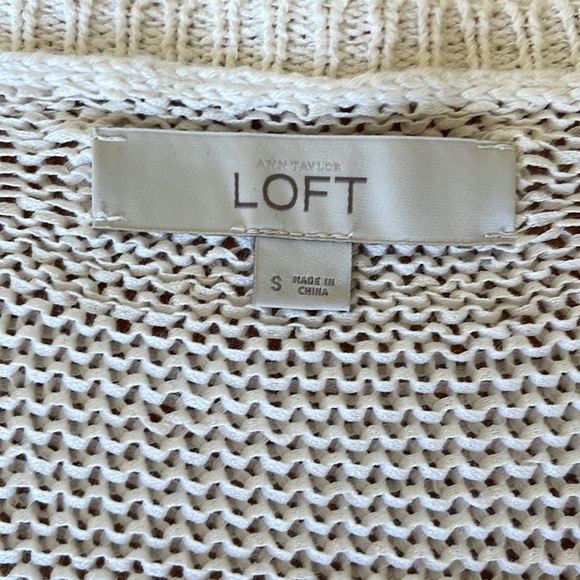 ANN TAYLOR
LOFT
S
MADE IN
CHINA